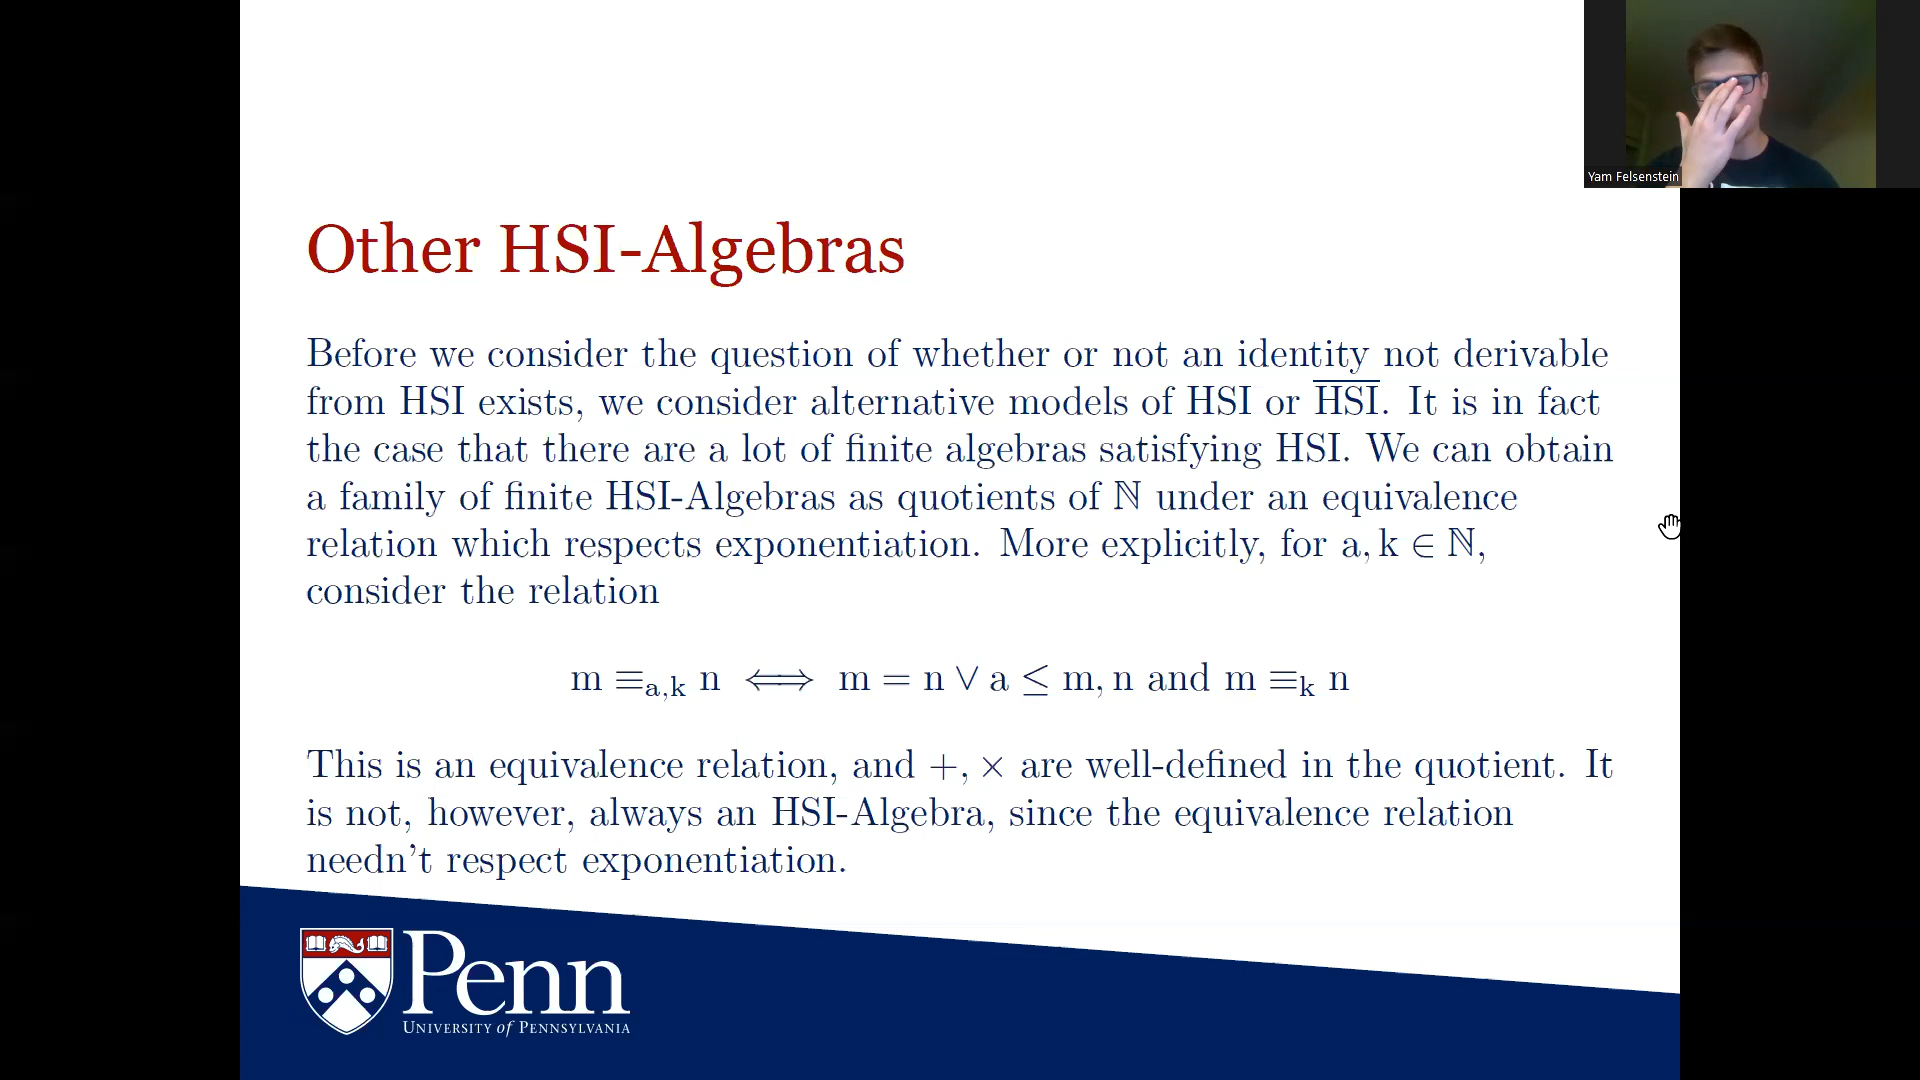 Yam Felsenstein
Other HSI-Algebras
Before we consider the question of whether or not an identity not derivable
from HSI exists, we consider alternative models of HSI or H̅S̅I̅. It is in fact
the case that there are a lot of finite algebras satisfying HSI. We can obtain
a family of finite HSI-Algebras as quotients of ℕ under an equivalence
relation which respects exponentiation. More explicitly, for a, k ∈ ℕ,
consider the relation
m ≡ₐ,ₖ n ⟺ m = n ∨ a ≤ m, n and m ≡ₖ n
This is an equivalence relation, and +, × are well-defined in the quotient. It
is not, however, always an HSI-Algebra, since the equivalence relation
needn't respect exponentiation.
Penn
UNIVERSITY of PENNSYLVANIA